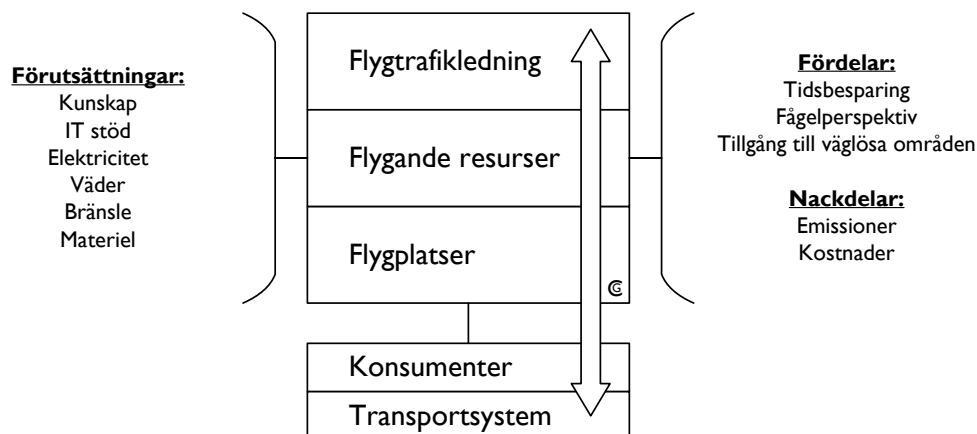 Förutsättningar:
Kunskap
IT stöd
Elektricitet
Väder
Bränsle
Materiel
Flygtrafikledning
Flygande resurser
Flygplatser
Konsumenter
Transportsystem
Fördelar:
Tidsbesparing
Fågelperspektiv
Tillgång till väglösa områden
Nackdelar:
Emissioner
Kostnader